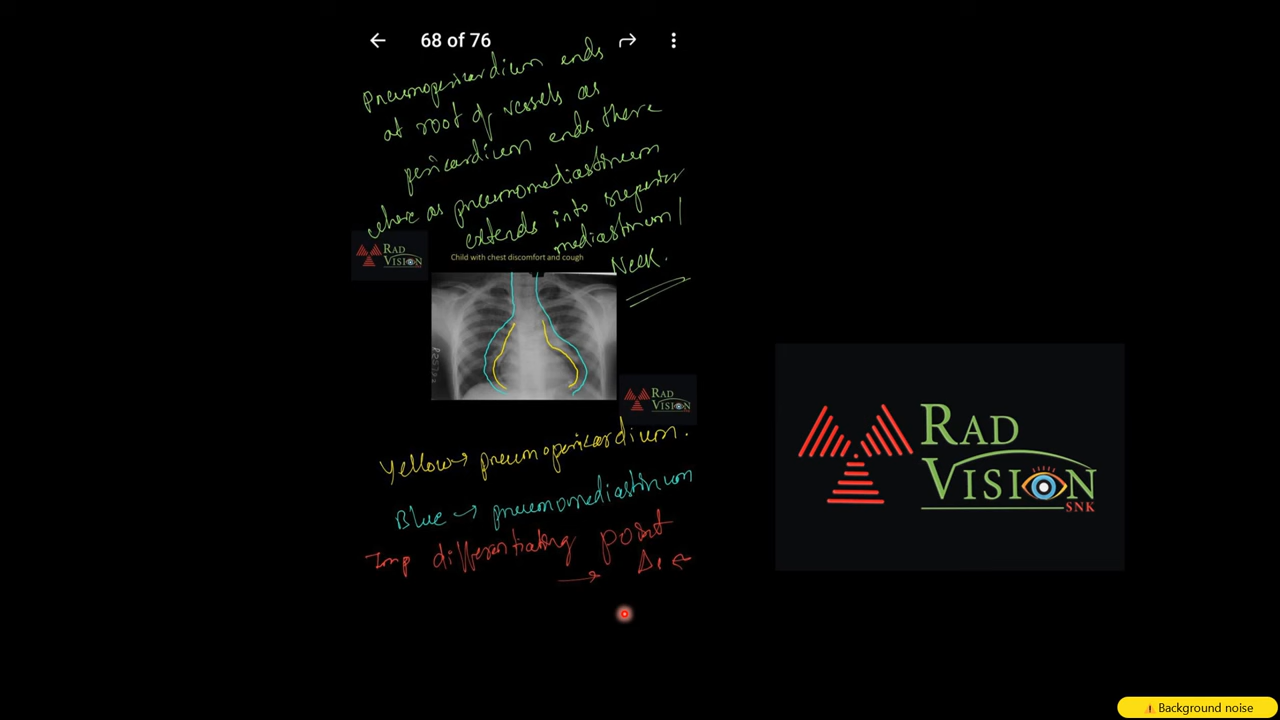 68 of 76
Pneumopericardium ends
at root of vessels as
pericardium ends there
where as pneumomediastinum
extends into superior
mediastinum /
Neck.
RAD
VISION
Child with chest discomfort and cough
RAD
VISION
Yellow → pneumopericardium.
Blue → pneumomediastinum
Imp differentiating point
→ Δ
RAD
VISION
SNK
Background noise